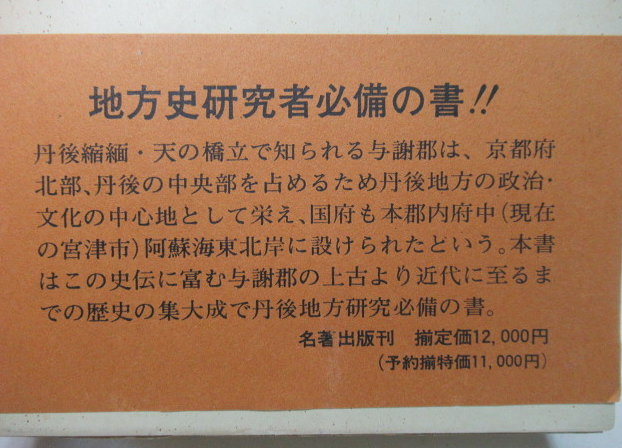 地方史研究者必備の書!!
丹後縮緬・天の橋立で知られる与謝郡は、京都府
北部、丹後の中央部を占めるため丹後地方の政治・
文化の中心地として栄え、国府も本郡内府中(現在
の宮津市)阿蘇海東北岸に設けられたという。本書
はこの史伝に富む与謝郡の上古より近代に至るま
での歴史の集大成で丹後地方研究必備の書。
名著出版刊 揃定価12,000円
(予約揃特価11,000円)